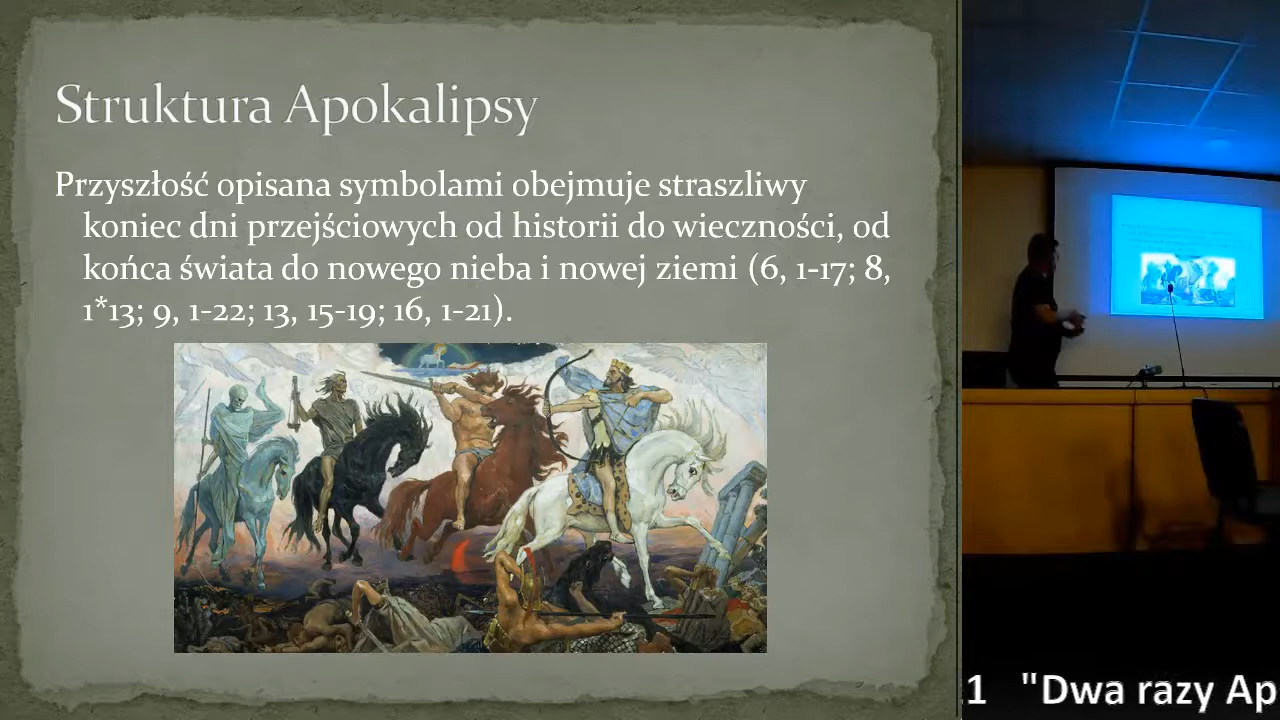 Struktura Apokalipsy
Przyszłość opisana symbolami obejmuje straszliwy
koniec dni przejściowych od historii do wieczności, od
końca świata do nowego nieba i nowej ziemi (6, 1-17; 8,
1*13; 9, 1-22; 13, 15-19; 16, 1-21).
1 "Dwa razy Ap